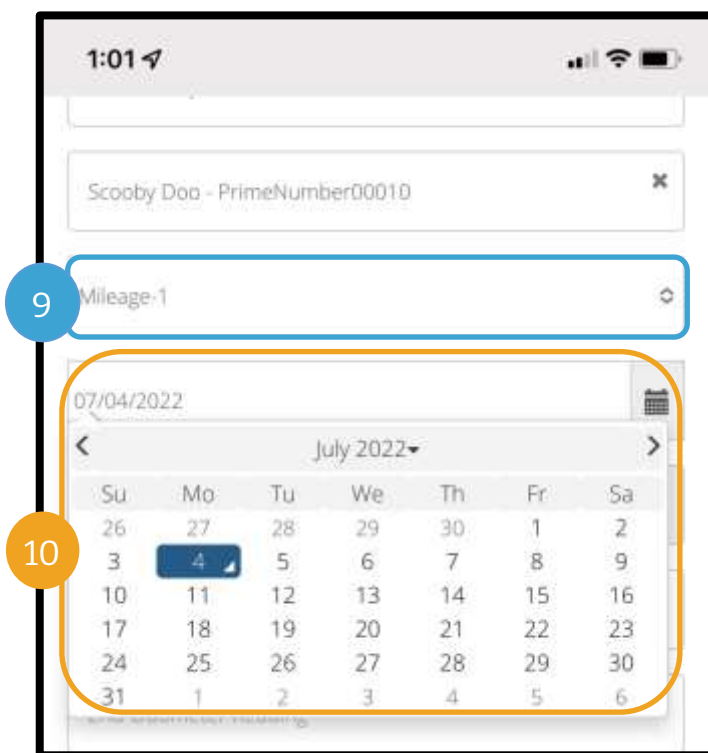 1:01
Scooby Doo - PrimeNumber00010
9
Mileage-1
07/04/2022
July 2022
Su Mo Tu We Th Fr Sa
26 27 28 29 30 1 2
10
3 4 5 6 7 8 9
10 11 12 13 14 15 16
17 18 19 20 21 22 23
24 25 26 27 28 29 30
31 1 2 3 4 5 6